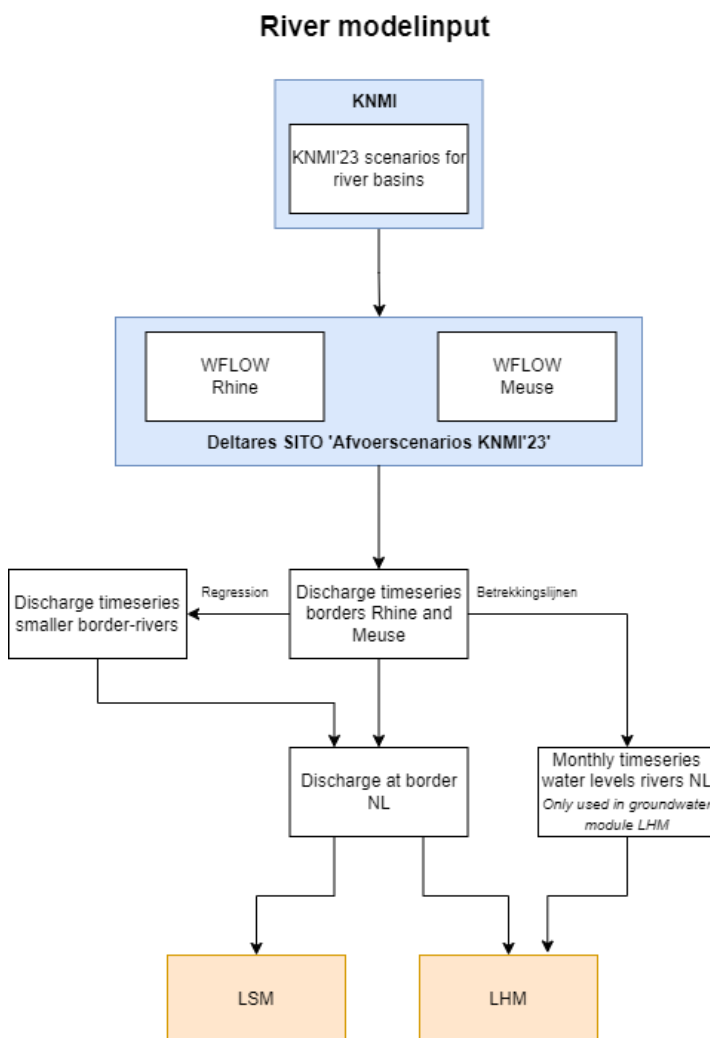 River modelinput
KNMI
KNMI'23 scenarios for
river basins
WFLOW
Rhine
WFLOW
Meuse
Deltares SITO 'Afvoerscenarios KNMI'23'
Discharge timeseries
smaller border-rivers
Regression
Discharge timeseries
borders Rhine and
Meuse
Betrekkingslijnen
Discharge at border
NL
Monthly timeseries
water levels rivers NL
Only used in groundwater
module LHM
LSM
LHM